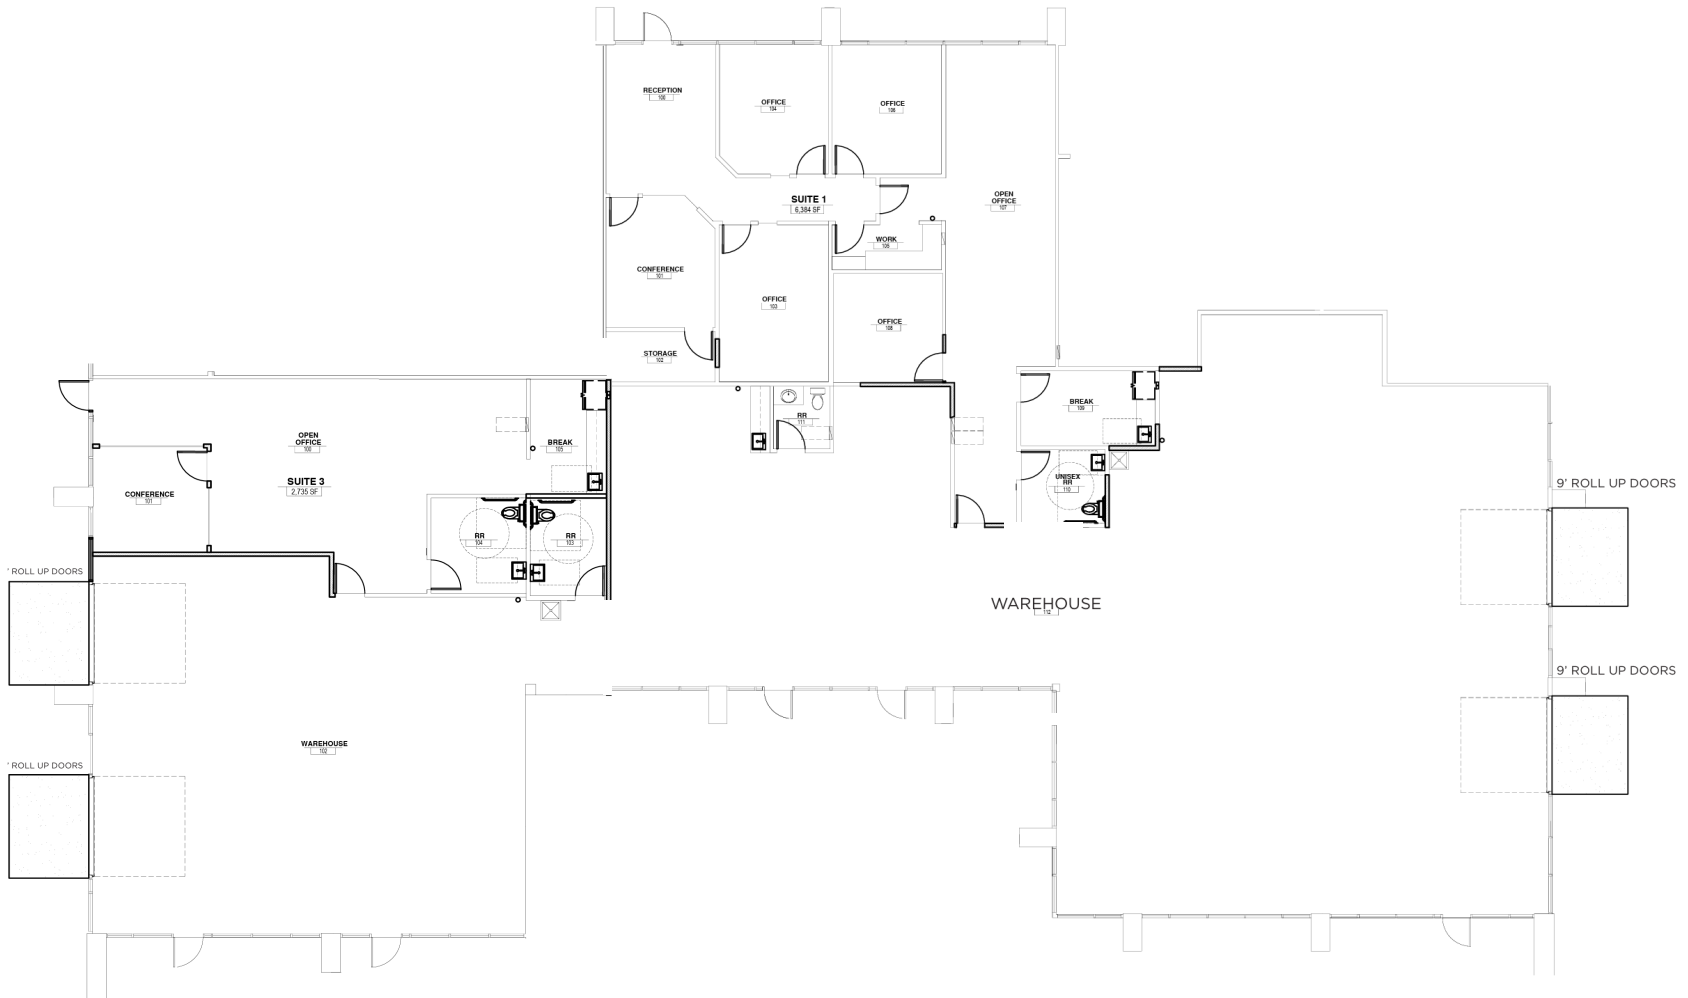 RECEPTION
100
OFFICE
104
OFFICE
106
SUITE 1
6,384 SF
OPEN
OFFICE
107
WORK
CONFERENCE
101
OFFICE
103
OFFICE
108
STORAGE
102
BREAK
109
RR
111
OPEN
OFFICE
100
BREAK
105
SUITE 3
2,735 SF
CONFERENCE
101
UNISEX
RR
110
9' ROLL UP DOORS
RR
104
RR
103
' ROLL UP DOORS
WAREHOUSE
112
9' ROLL UP DOORS
WAREHOUSE
102
' ROLL UP DOORS